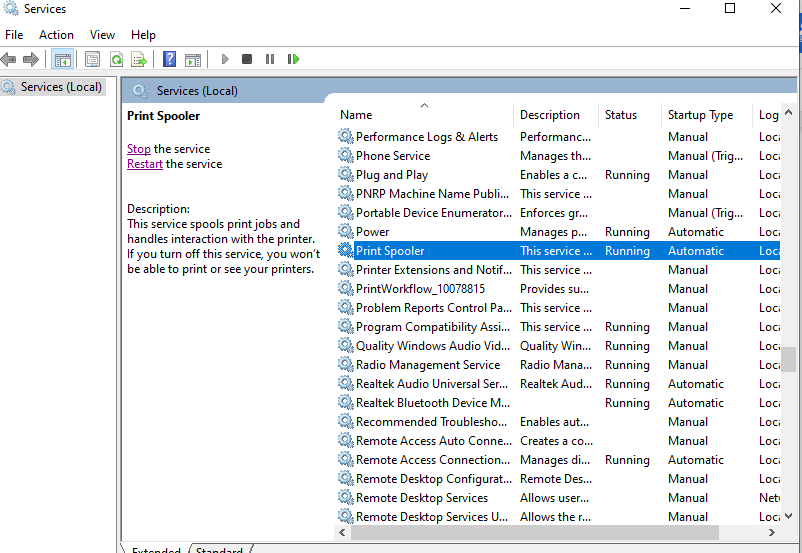 Services
File Action View Help
Services (Local)
Services (Local)
Print Spooler
Stop the service
Restart the service
Description:
This service spools print jobs and
handles interaction with the printer.
If you turn off this service, you won't
be able to print or see your printers.
Name Description Status Startup Type Log
Performance Logs & Alerts Performanc... Manual Loca
Phone Service Manages th... Manual (Trig... Loca
Plug and Play Enables a c... Running Manual Loca
PNRP Machine Name Publi... This service ... Manual Loca
Portable Device Enumerator... Enforces gr... Manual (Trig... Loca
Power Manages p... Running Automatic Loca
Print Spooler This service ... Running Automatic Loca
Printer Extensions and Notif... This service ... Manual Loca
PrintWorkflow_10078815 Provides su... Manual Loca
Problem Reports Control Pa... This service ... Manual Loca
Program Compatibility Assi... This service ... Running Manual Loca
Quality Windows Audio Vid... Quality Win... Running Manual Loca
Radio Management Service Radio Mana... Running Manual Loca
Realtek Audio Universal Ser... Realtek Aud... Running Automatic Loca
Realtek Bluetooth Device M... Running Automatic Loca
Recommended Troublesho... Enables aut... Manual Loca
Remote Access Auto Conne... Creates a co... Manual Loca
Remote Access Connection... Manages di... Running Automatic Loca
Remote Desktop Configurat... Remote Des... Manual Loca
Remote Desktop Services Allows user... Manual Netv
Remote Desktop Services U... Allows the r... Manual Loca
Extended Standard